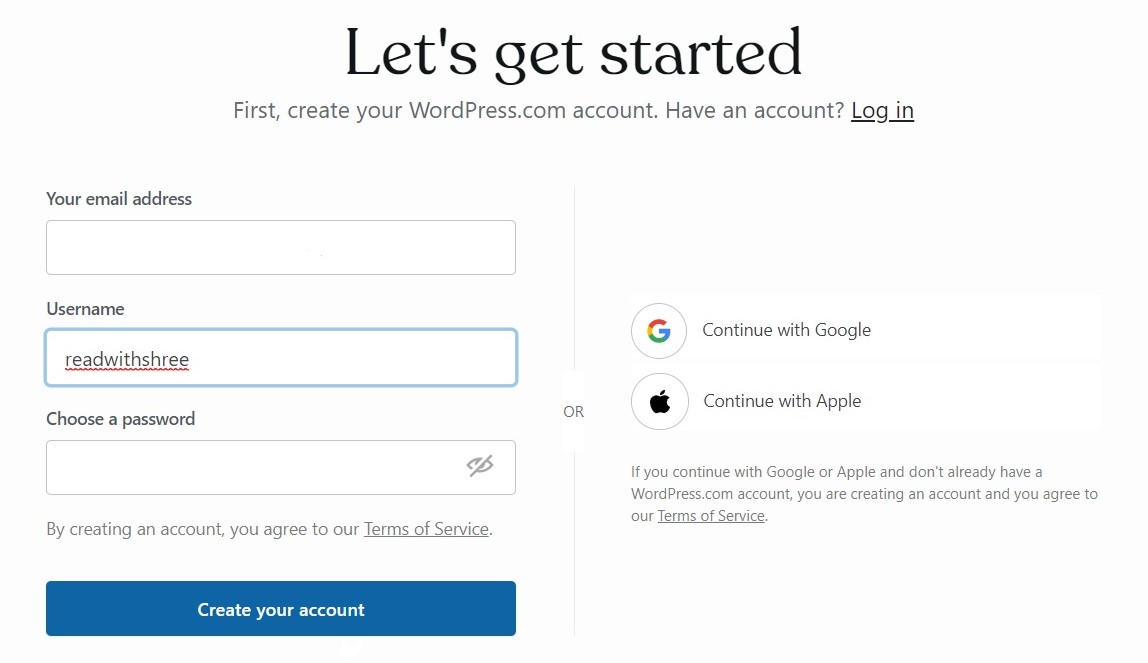 Let's get started
First, create your WordPress.com account. Have an account? Log in
Your email address
Username
readwithshree
Choose a password
By creating an account, you agree to our Terms of Service.
Create your account
OR
Continue with Google
Continue with Apple
If you continue with Google or Apple and don't already have a
WordPress.com account, you are creating an account and you agree to
our Terms of Service.